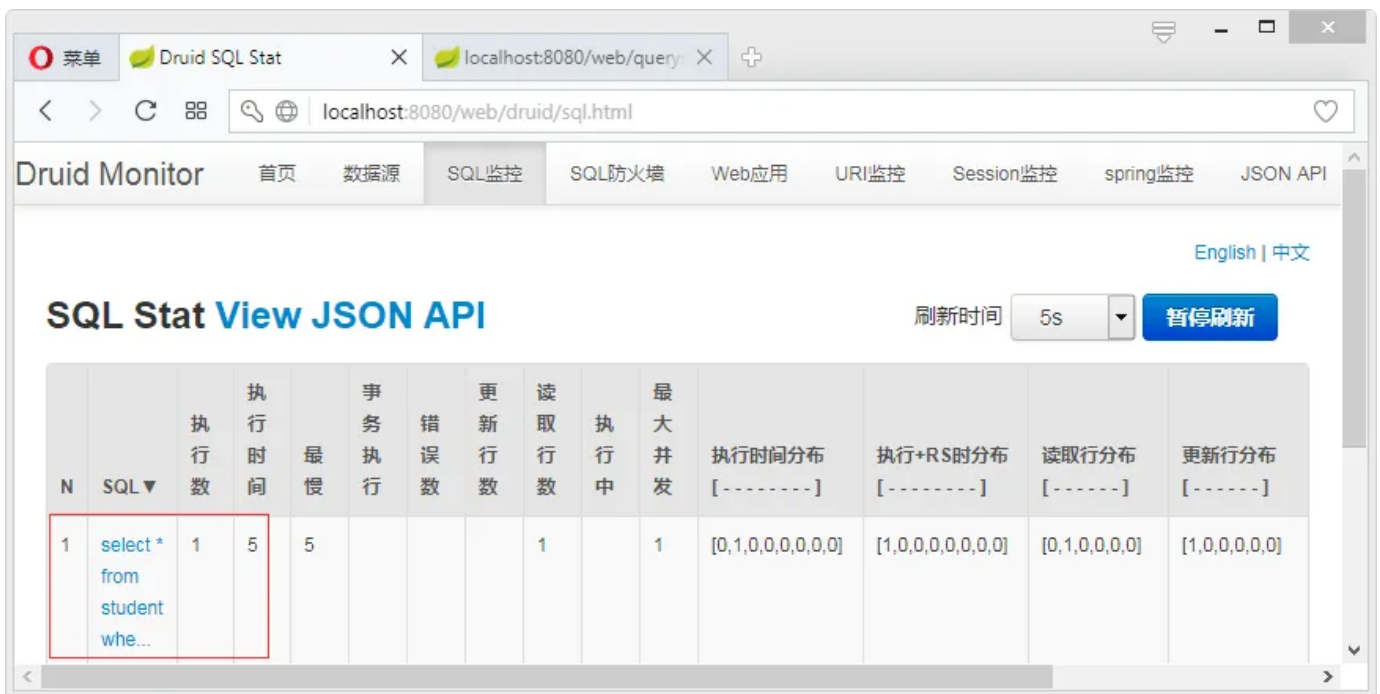 菜单
Druid SQL Stat
localhost:8080/web/query
localhost:8080/web/druid/sql.html
Druid Monitor 首页 数据源 SQL监控 SQL防火墙 Web应用 URI监控 Session监控 spring监控 JSON API
English | 中文
SQL Stat View JSON API
刷新时间 5s 暂停刷新
N
SQL▼
执行数
执行时间
最慢
事务执行
错误数
更新行数
读取行数
执行中
最大并发
执行时间分布
[ - - - - - - - - ]
执行+RS时分布
[ - - - - - - - - ]
读取行分布
[ - - - - - - ]
更新行分布
[ - - - - - - ]
1 select * 1 5 5 1 1 [0,1,0,0,0,0,0,0] [1,0,0,0,0,0,0,0] [0,1,0,0,0,0] [1,0,0,0,0,0]
from
student
whe...